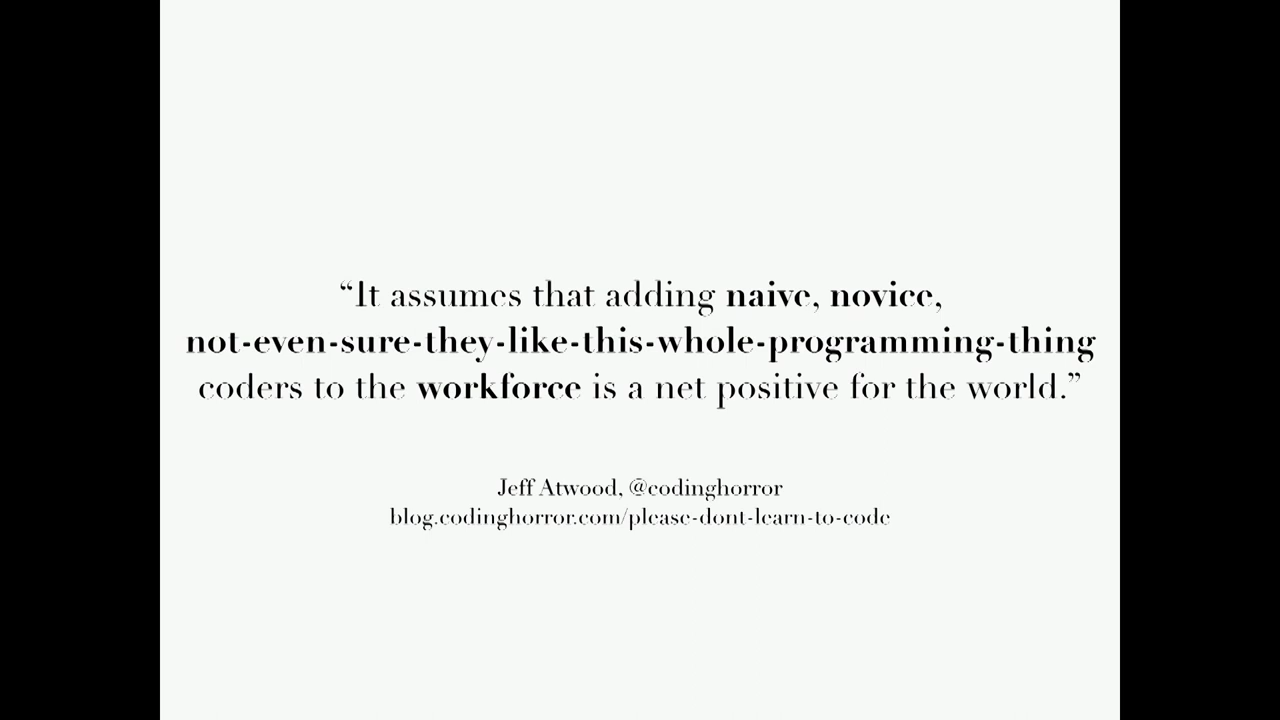 “It assumes that adding naive, novice,
not-even-sure-they-like-this-whole-programming-thing
coders to the workforce is a net positive for the world.”
Jeff Atwood, @codinghorror
blog.codinghorror.com/please-dont-learn-to-code